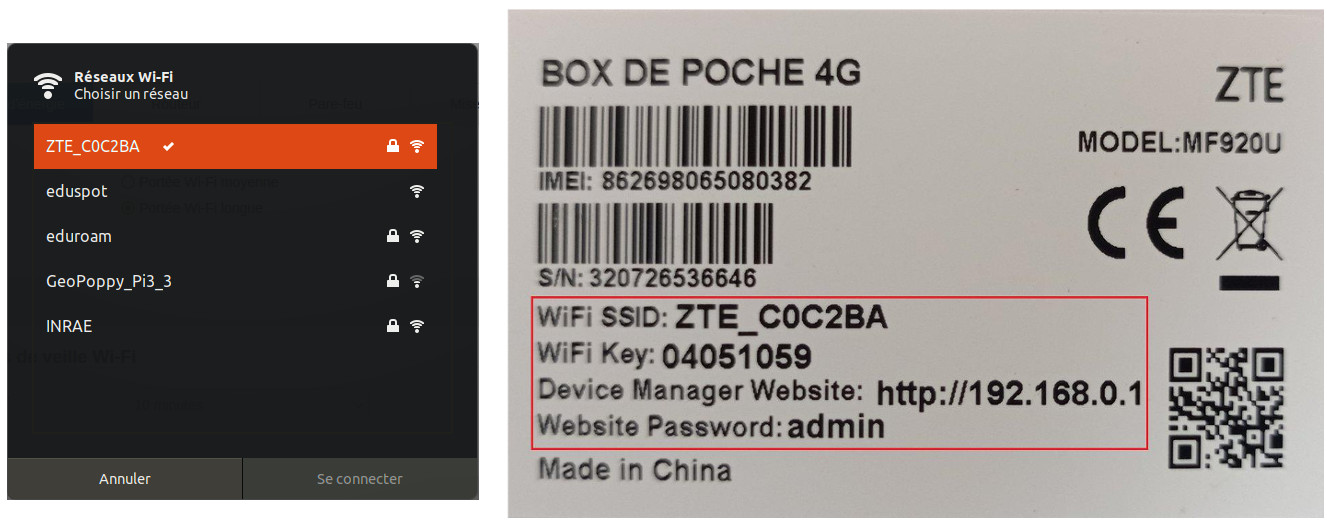 Réseaux Wi-Fi
Choisir un réseau
ZTE_C0C2BA
eduspot
eduroam
GeoPoppy_Pi3_3
INRAE
Annuler
Se connecter
BOX DE POCHE 4G
ZTE
MODEL:MF920U
IMEI: 862698065080382
CE
S/N: 320726536646
WiFi SSID: ZTE_C0C2BA
WiFi Key: 04051059
Device Manager Website: http://192.168.0.1
Website Password: admin
Made in China